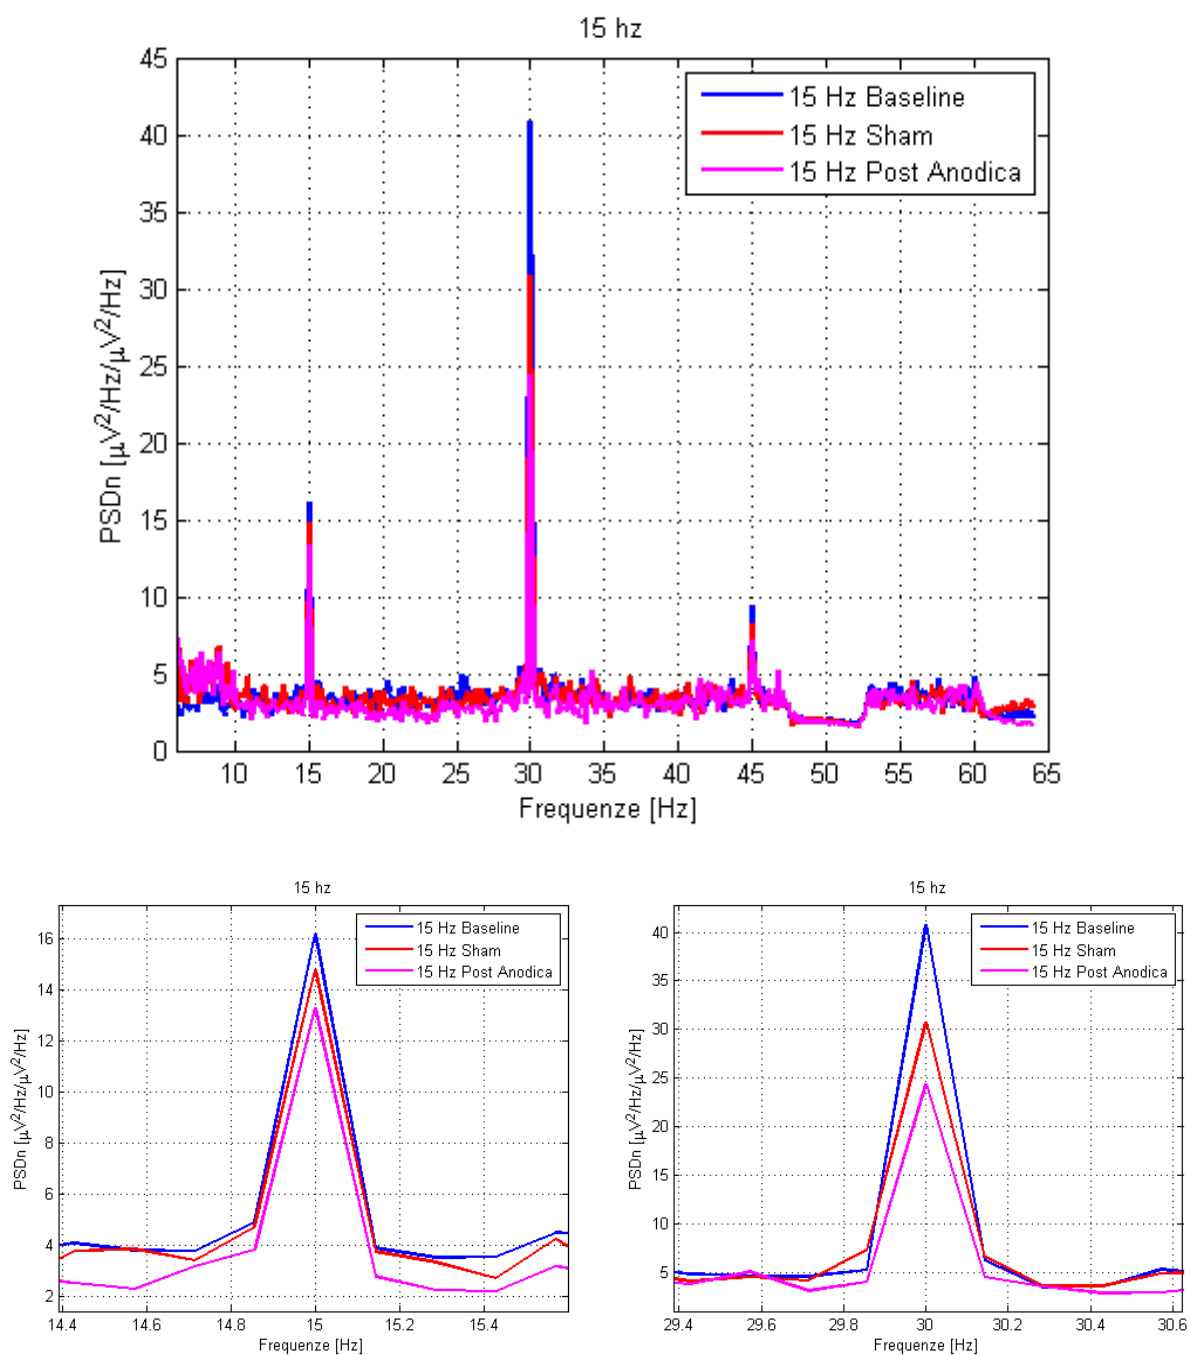 15 hz
45
40
35
30
25
20
15
10
5
0
PSDn [μV²/Hz/μV²/Hz]
15 Hz Baseline
15 Hz Sham
15 Hz Post Anodica
10 15 20 25 30 35 40 45 50 55 60 65
Frequenze [Hz]
15 hz
16
14
12
10
8
6
4
2
PSDn [μV²/Hz/μV²/Hz]
15 Hz Baseline
15 Hz Sham
15 Hz Post Anodica
14.4 14.6 14.8 15 15.2 15.4
Frequenze [Hz]
15 hz
40
35
30
25
20
15
10
5
PSDn [μV²/Hz/μV²/Hz]
15 Hz Baseline
15 Hz Sham
15 Hz Post Anodica
29.4 29.6 29.8 30 30.2 30.4 30.6
Frequenze [Hz]